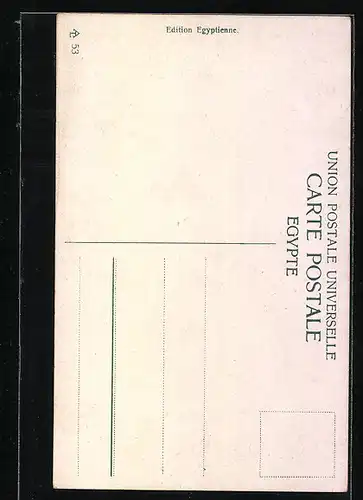 UNION POSTALE UNIVERSELLE
CARTE POSTALE
EGYPTE
Edition Egyptienne.
53